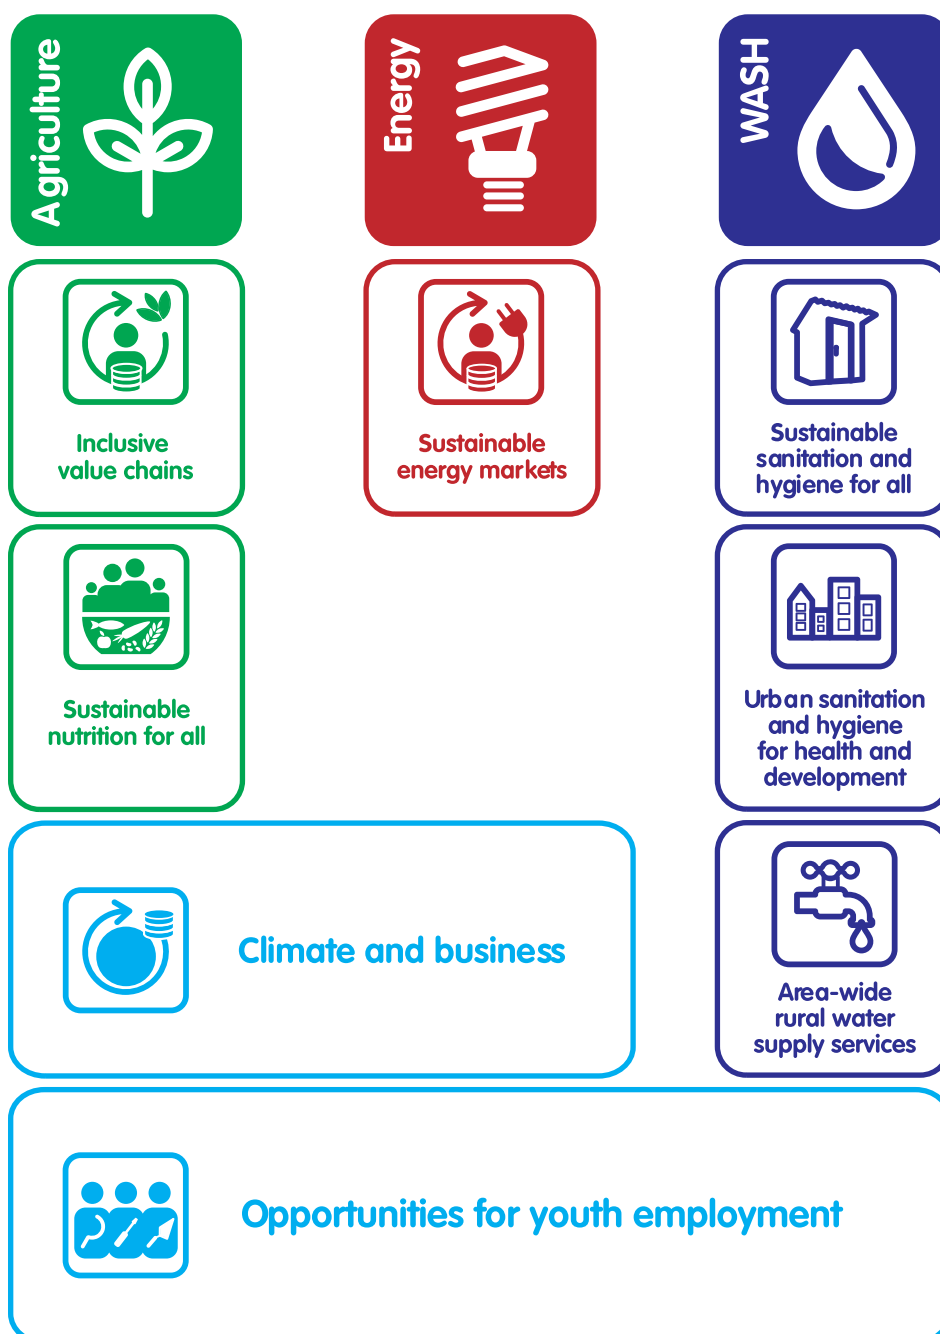 Agriculture
Energy
WASH
Inclusive
value chains
Sustainable
energy markets
Sustainable
sanitation and
hygiene for all
Sustainable
nutrition for all
Urban sanitation
and hygiene
for health and
development
Climate and business
Area-wide
rural water
supply services
Opportunities for youth employment